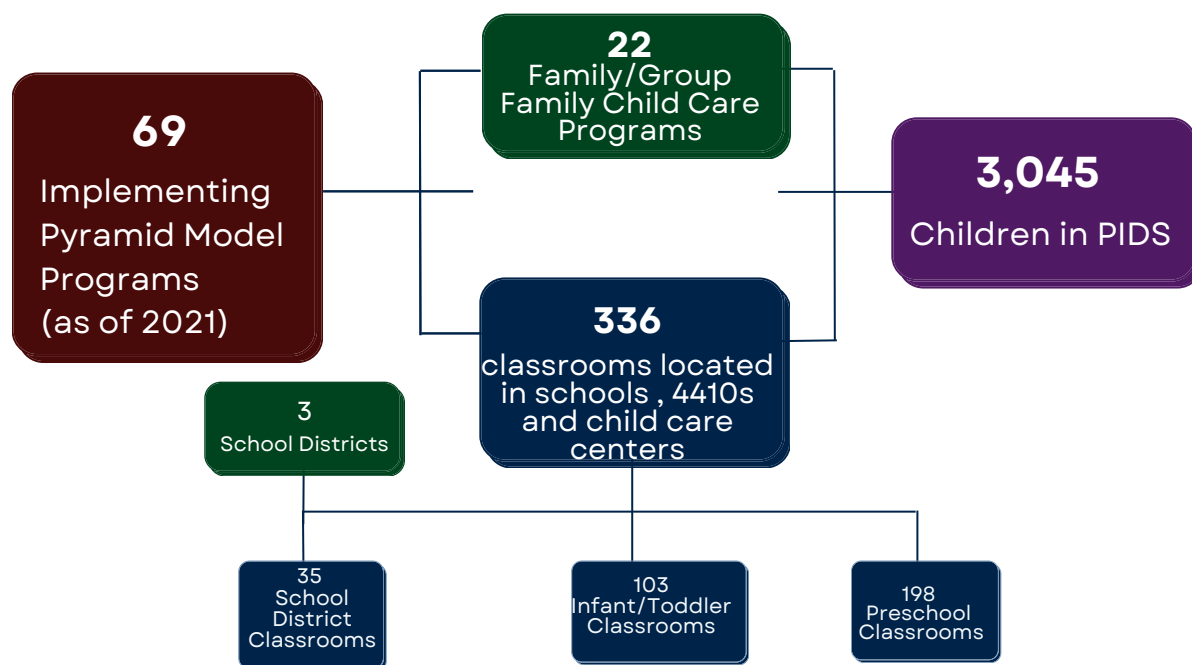 69
Implementing
Pyramid Model
Programs
(as of 2021)
22
Family/Group
Family Child Care
Programs
336
classrooms located
in schools , 4410s
and child care
centers
3,045
Children in PIDS
3
School Districts
35
School
District
Classrooms
103
Infant/Toddler
Classrooms
198
Preschool
Classrooms